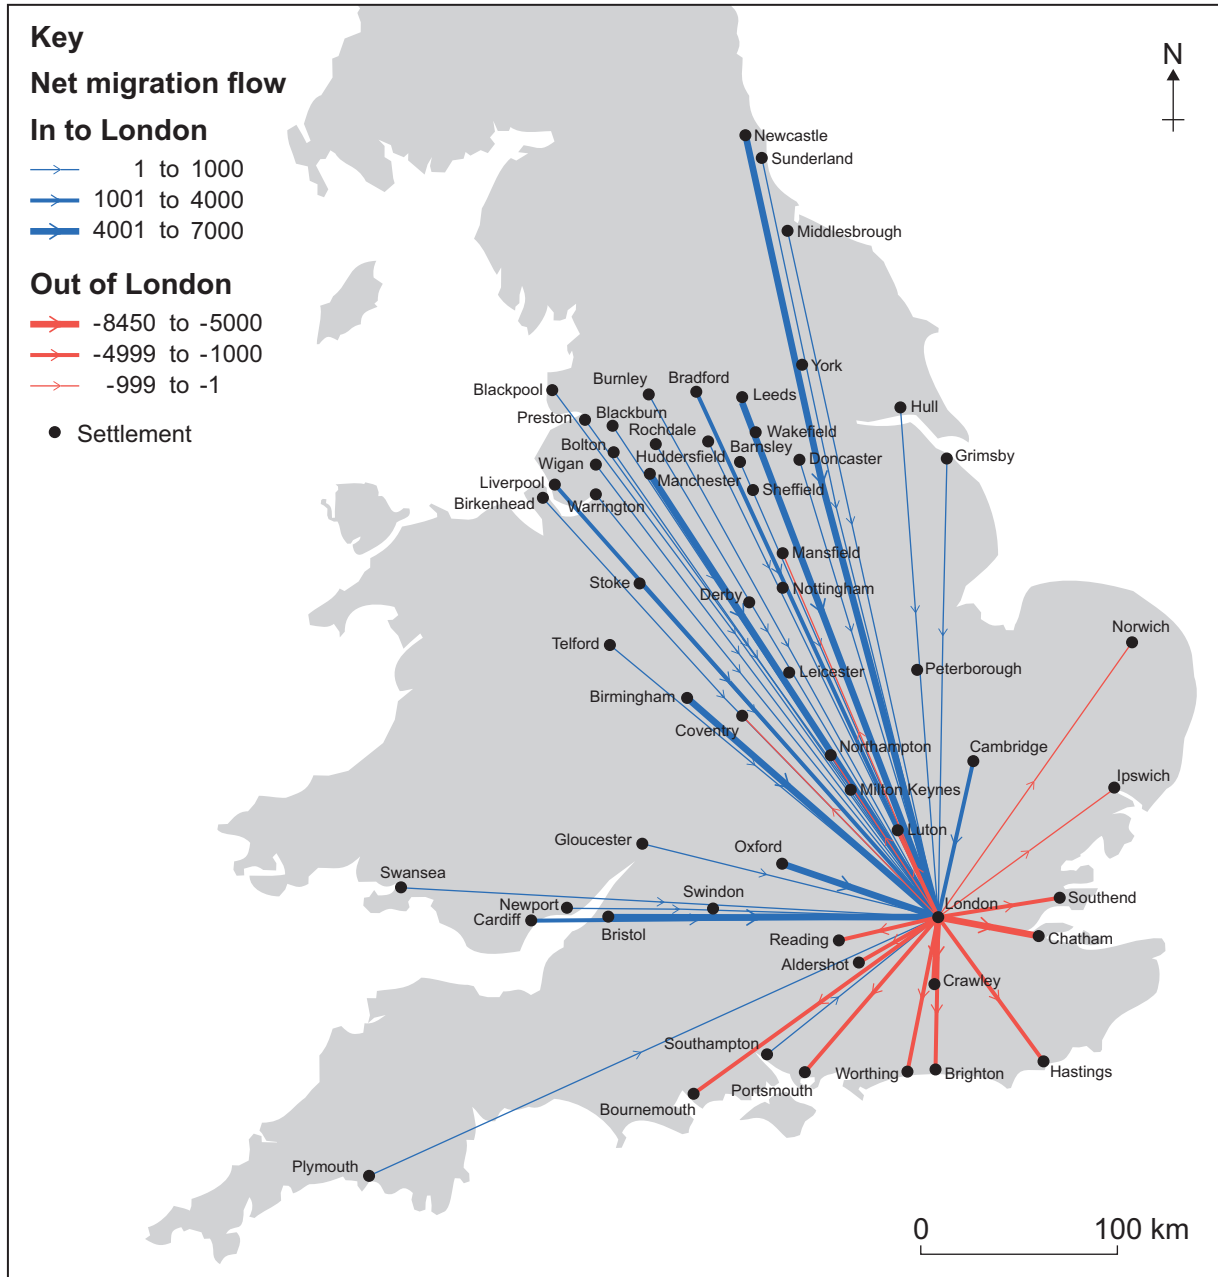 Key
Net migration flow
In to London
1 to 1000
1001 to 4000
4001 to 7000
Out of London
-8450 to -5000
-4999 to -1000
-999 to -1
Settlement
N
Newcastle
Sunderland
Middlesbrough
York
Blackpool
Burnley
Bradford
Leeds
Hull
Preston
Blackburn
Rochdale
Wakefield
Bolton
Huddersfield
Barnsley
Doncaster
Grimsby
Wigan
Manchester
Sheffield
Liverpool
Birkenhead
Warrington
Mansfield
Stoke
Derby
Nottingham
Norwich
Telford
Leicester
Peterborough
Birmingham
Coventry
Northampton
Cambridge
Milton Keynes
Ipswich
Luton
Gloucester
Oxford
Swansea
Swindon
London
Southend
Newport
Cardiff
Bristol
Reading
Chatham
Aldershot
Crawley
Southampton
Portsmouth
Worthing
Brighton
Hastings
Bournemouth
Plymouth
0 100 km